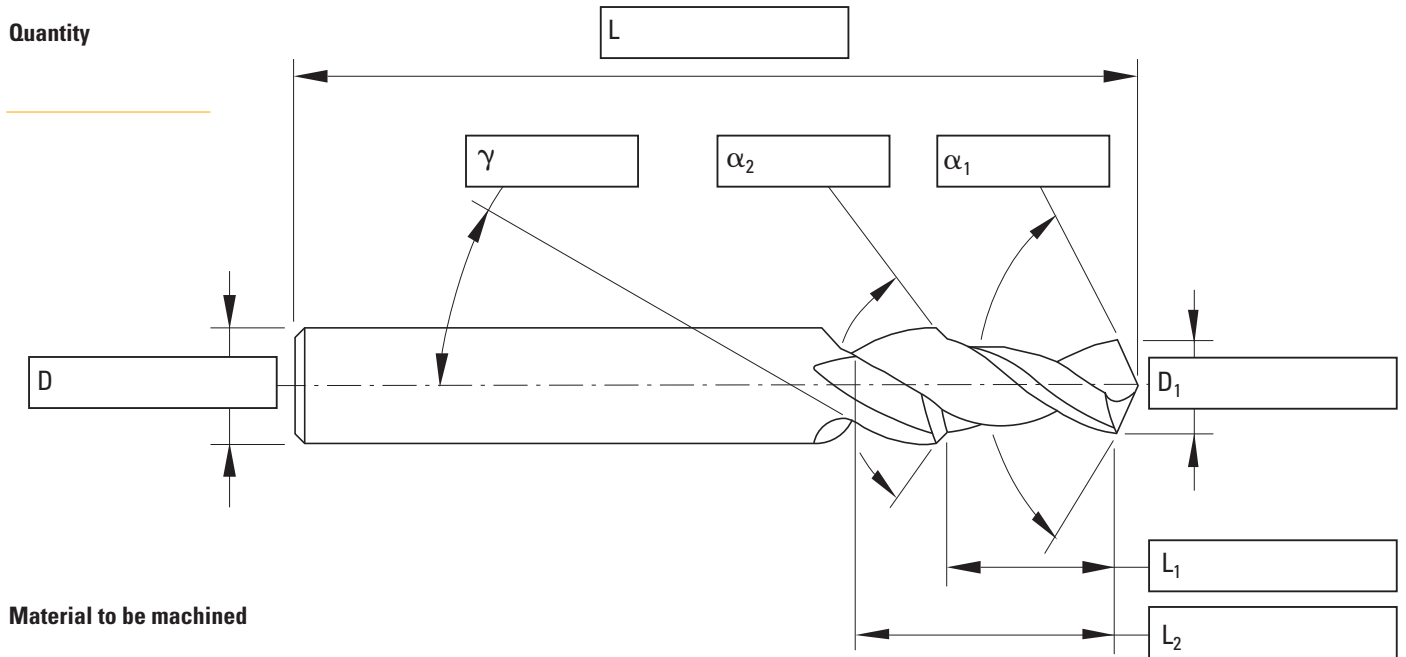 Quantity
L
γ
α₂
α₁
D
D₁
L₁
Material to be machined
L₂